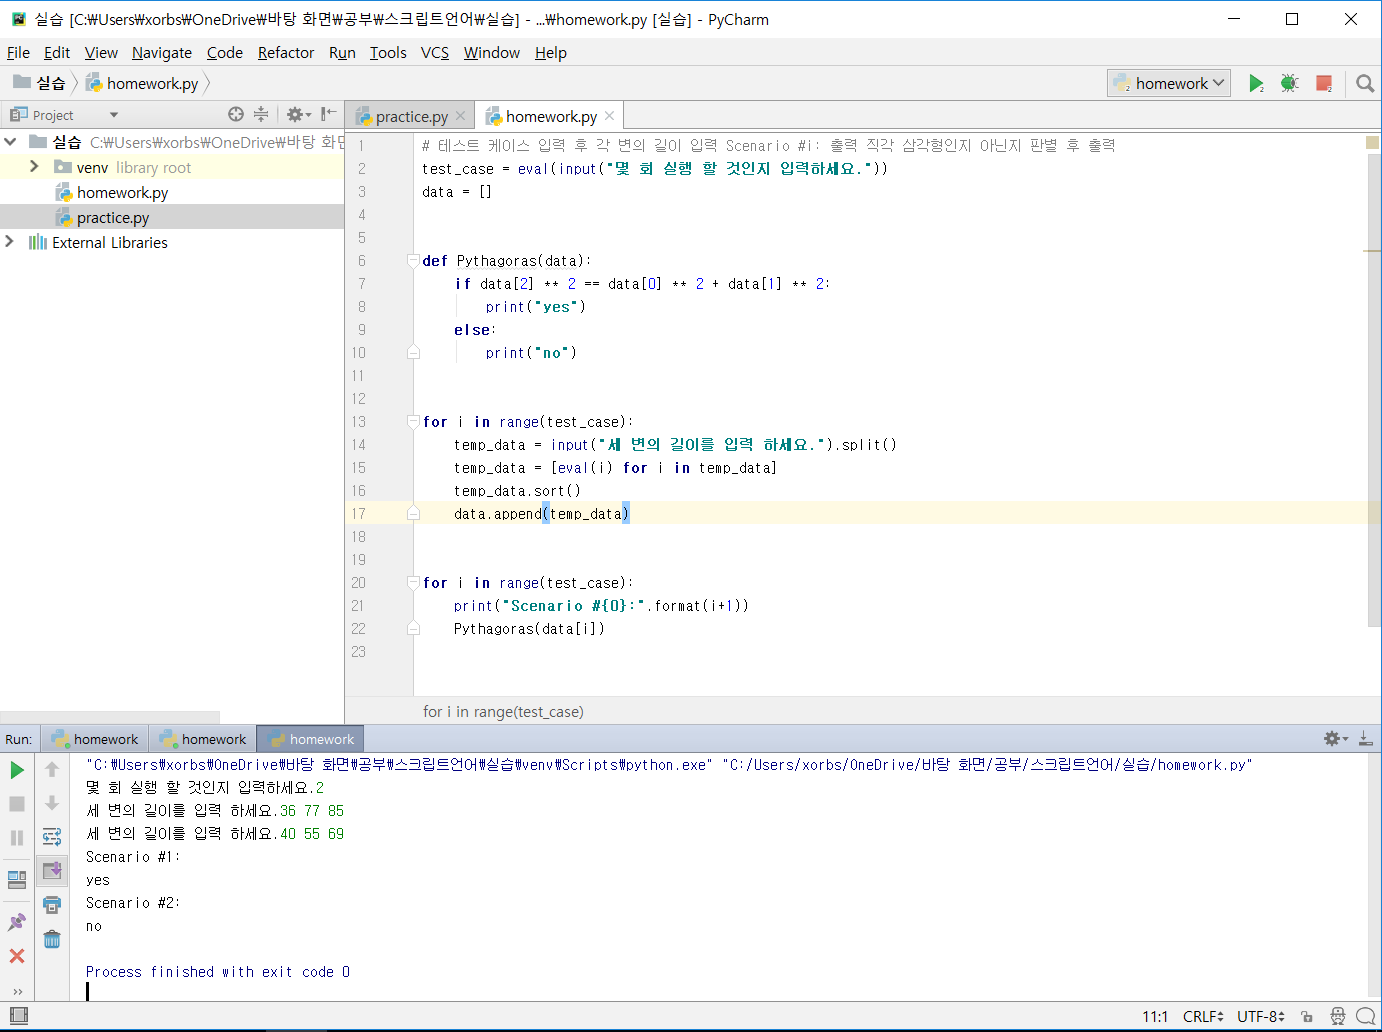 실습 [C:₩Users₩xorbs₩OneDrive₩바탕 화면₩공부₩스크립트언어₩실습] - ...₩homework.py [실습] - PyCharm
File Edit View Navigate Code Refactor Run Tools VCS Window Help
실습 homework.py homework
Project practice.py homework.py
실습 C:₩Users₩xorbs₩OneDrive₩바탕 화면
venv library root
homework.py
practice.py
External Libraries
1 # 테스트 케이스 입력 후 각 변의 길이 입력 Scenario #i: 출력 직각 삼각형인지 아닌지 판별 후 출력
2 test_case = eval(input("몇 회 실행 할 것인지 입력하세요."))
3 data = []
4
5
6 def Pythagoras(data):
7 if data[2] ** 2 == data[0] ** 2 + data[1] ** 2:
8 print("yes")
9 else:
10 print("no")
11
12
13 for i in range(test_case):
14 temp_data = input("세 변의 길이를 입력 하세요.").split()
15 temp_data = [eval(i) for i in temp_data]
16 temp_data.sort()
17 data.append(temp_data)
18
19
20 for i in range(test_case):
21 print("Scenario #{0}:".format(i+1))
22 Pythagoras(data[i])
23
for i in range(test_case)
Run: homework homework homework
"C:₩Users₩xorbs₩OneDrive₩바탕 화면₩공부₩스크립트언어₩실습₩venv₩Scripts₩python.exe" "C:/Users/xorbs/OneDrive/바탕 화면/공부/스크립트언어/실습/homework.py"
몇 회 실행 할 것인지 입력하세요.2
세 변의 길이를 입력 하세요.36 77 85
세 변의 길이를 입력 하세요.40 55 69
Scenario #1:
yes
Scenario #2:
no
Process finished with exit code 0
11:1 CRLF UTF-8